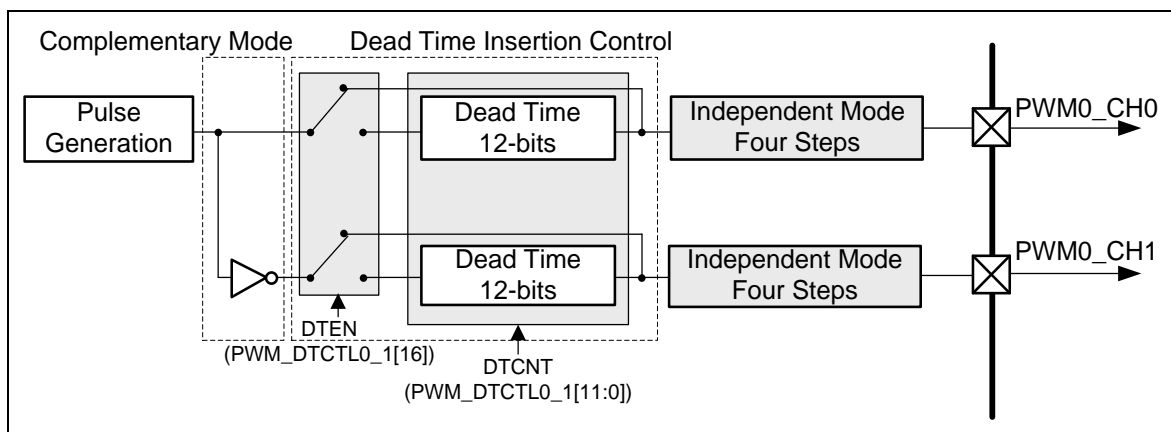 Complementary Mode
Dead Time Insertion Control
Pulse
Generation
Dead Time
12-bits
Independent Mode
Four Steps
PWM0_CH0
Dead Time
12-bits
Independent Mode
Four Steps
PWM0_CH1
DTEN
(PWM_DTCTL0_1[16])
DTCNT
(PWM_DTCTL0_1[11:0])